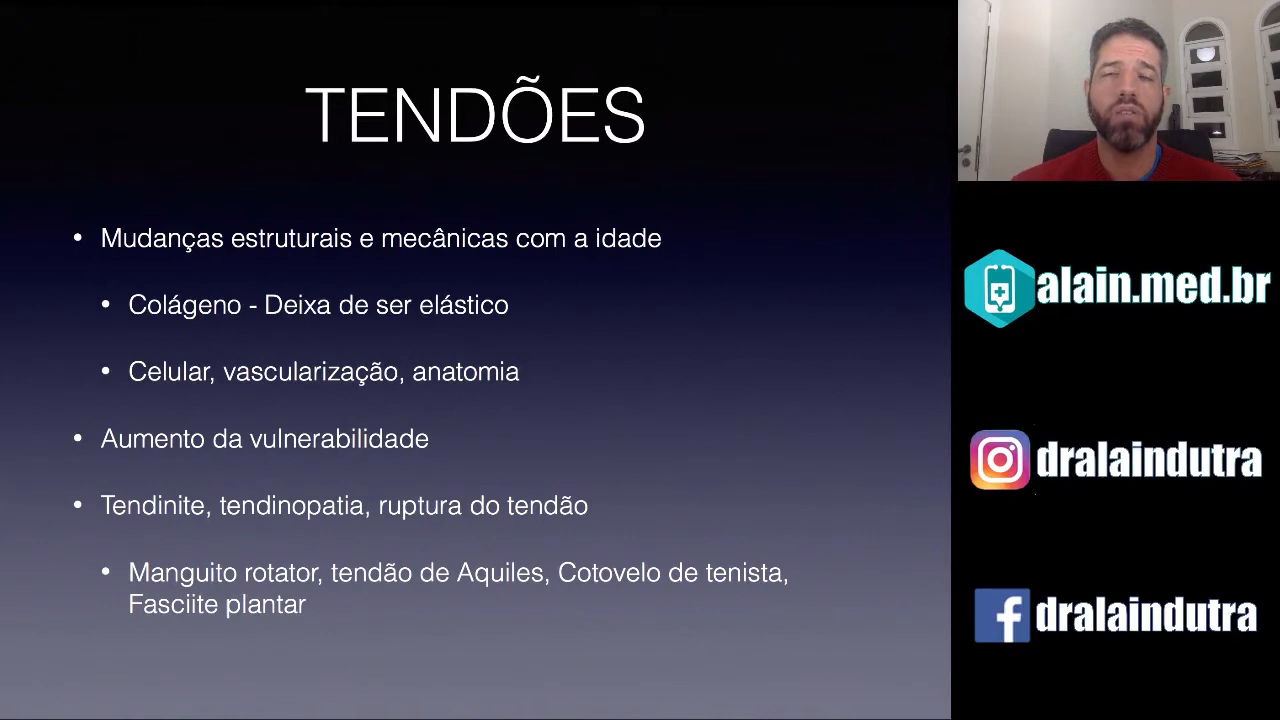 TENDÕES
• Mudanças estruturais e mecânicas com a idade
• Colágeno - Deixa de ser elástico
• Celular, vascularização, anatomia
• Aumento da vulnerabilidade
• Tendinite, tendinopatia, ruptura do tendão
• Manguito rotator, tendão de Aquiles, Cotovelo de tenista,
Fasciite plantar
alain.med.br
dralaindutra
dralaindutra